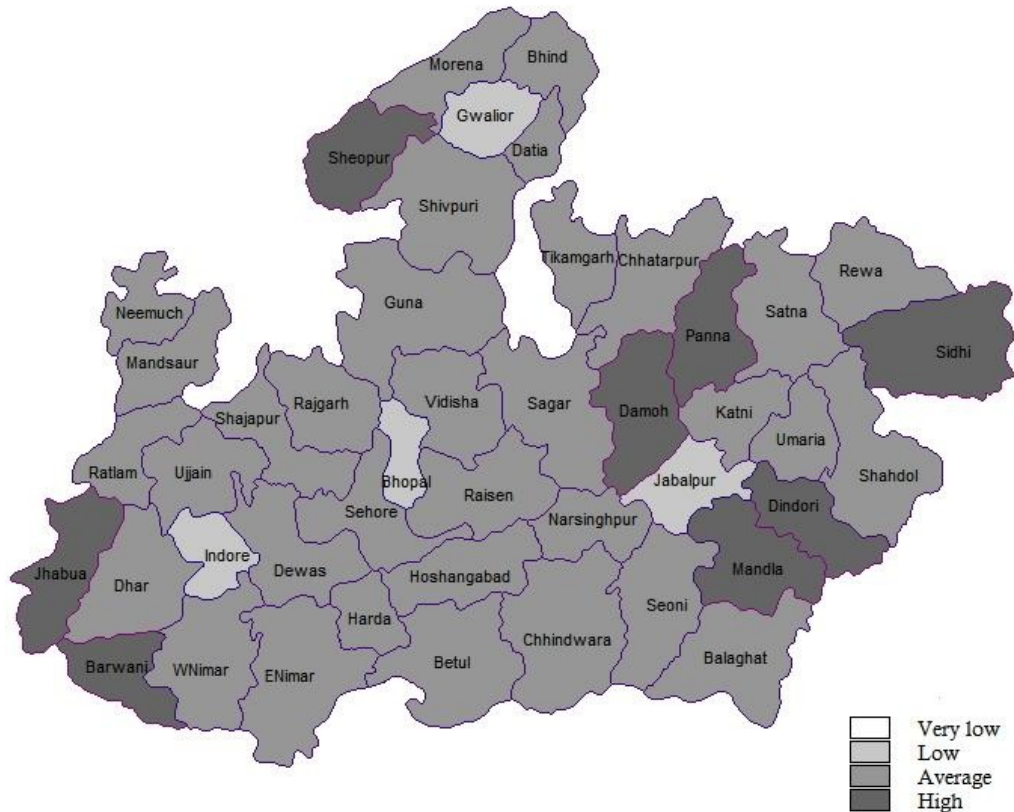 Morena
Bhind
Gwalior
Datia
Sheopur
Shivpuri
Tikamgarh
Chhatarpur
Rewa
Guna
Satna
Neemuch
Panna
Sidhi
Mandsaur
Rajgarh
Vidisha
Sagar
Damoh
Katni
Shajapur
Umaria
Ratlam
Ujjain
Bhopal
Raisen
Jabalpur
Shahdol
Sehore
Narsinghpur
Dindori
Indore
Jhabua
Dhar
Dewas
Hoshangabad
Mandla
Harda
Seoni
Chhindwara
Barwani
WNimar
ENimar
Betul
Balaghat
Very low
Low
Average
High